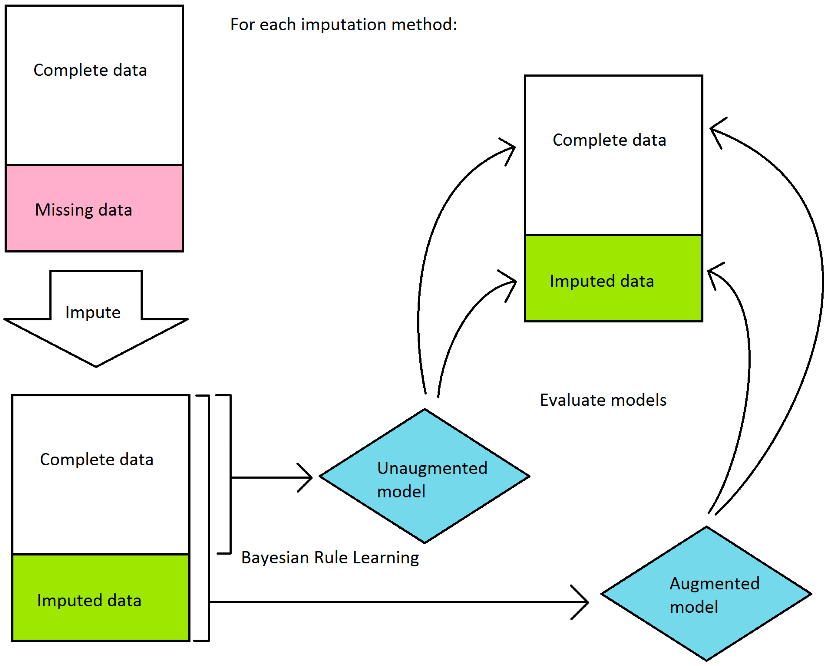 For each imputation method:
Complete data
Missing data
Impute
Complete data
Imputed data
Bayesian Rule Learning
Unaugmented
model
Augmented
model
Evaluate models
Complete data
Imputed data